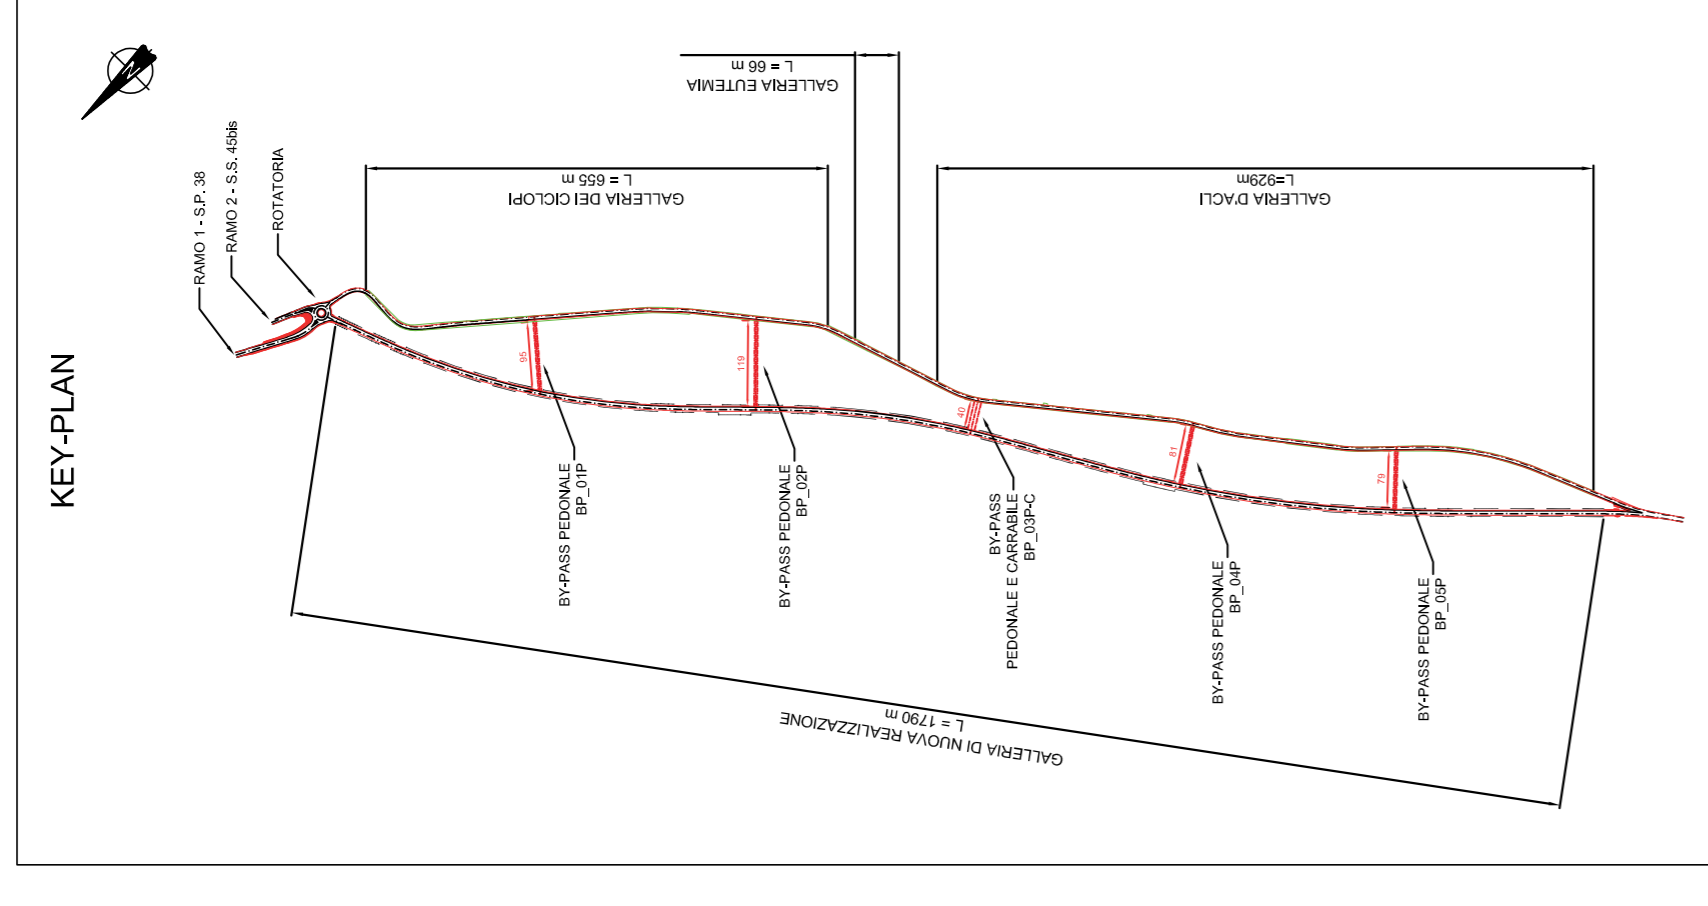 KEY-PLAN
N
RAMO 1 - S.P. 38
RAMO 2 - S.S. 45bis
ROTATORIA
GALLERIA EUTEMIA
L = 66 m
GALLERIA DEI CICLOPI
L = 655 m
GALLERIA D'ACLI
L=929m
95
119
40
81
79
BY-PASS PEDONALE
BP_01P
BY-PASS PEDONALE
BP_02P
BY-PASS
PEDONALE E CARRABILE
BP_03P-C
BY-PASS PEDONALE
BP_04P
BY-PASS PEDONALE
BP_05P
GALLERIA DI NUOVA REALIZZAZIONE
L = 1790 m